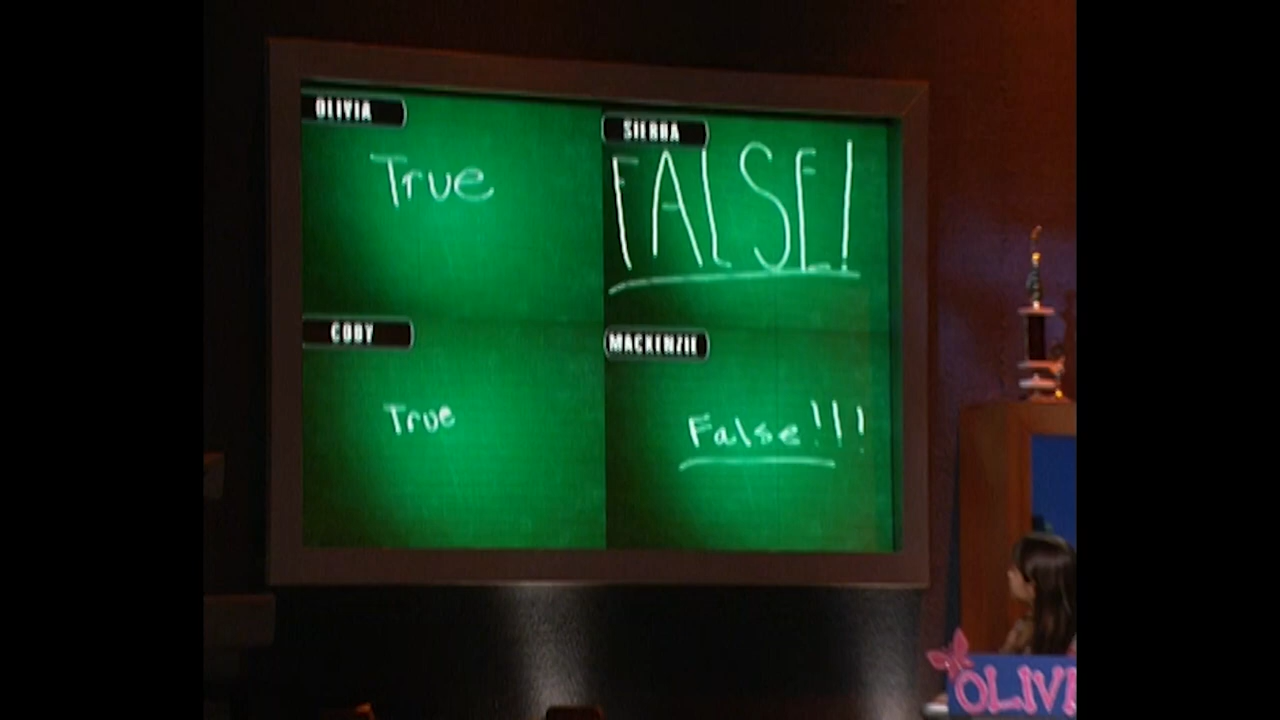 OLIVIA
True
SIERRA
FALSE!
CODY
True
MACKENZIE
False!!!
OLIVI